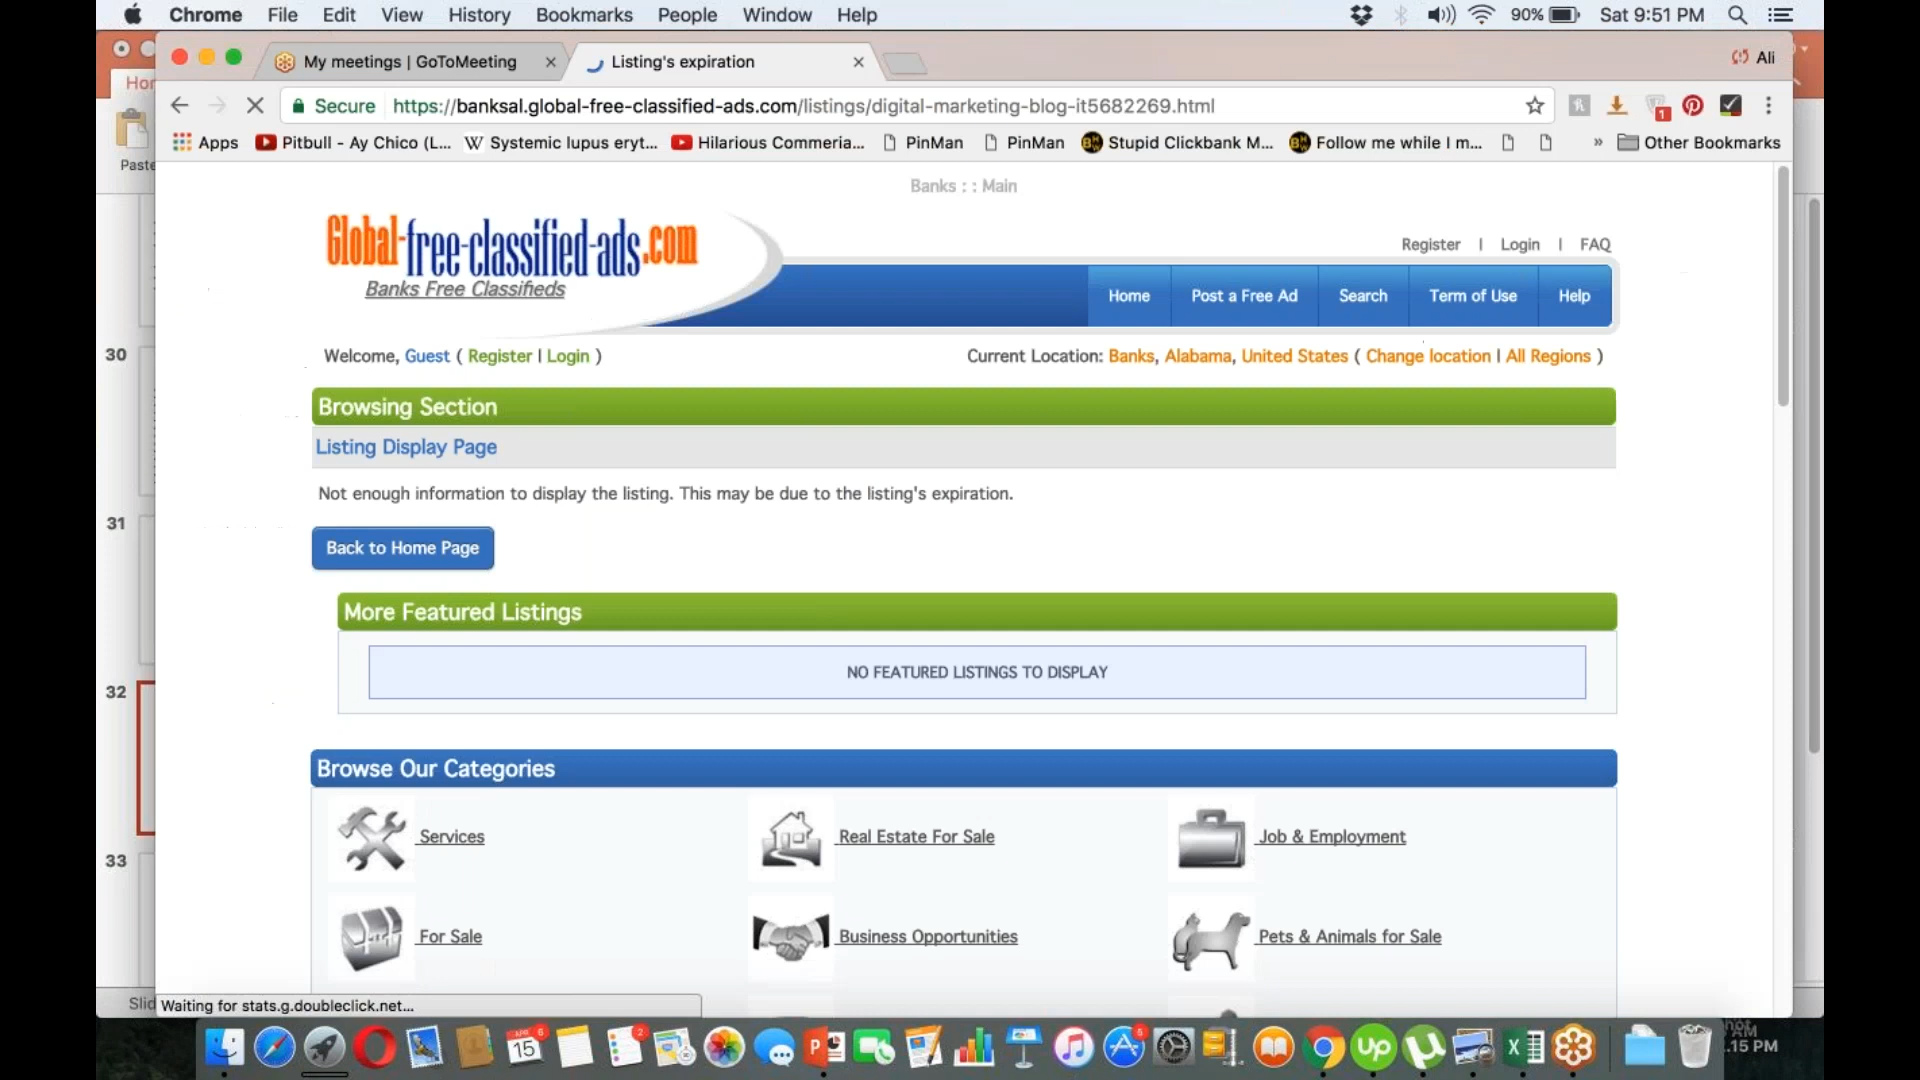 Chrome File Edit View History Bookmarks People Window Help 90% Sat 9:51 PM
My meetings | GoToMeeting Listing's expiration Ali
Secure https://banksal.global-free-classified-ads.com/listings/digital-marketing-blog-it5682269.html 1
Apps Pitbull - Ay Chico (L... W Systemic lupus eryt... Hilarious Commeria... PinMan PinMan Stupid Clickbank M... Follow me while I m... » Other Bookmarks
Paste
Banks : : Main
Global-free-classified-ads.com
Banks Free Classifieds
Register | Login | FAQ
Home Post a Free Ad Search Term of Use Help
Welcome, Guest ( Register | Login ) Current Location: Banks, Alabama, United States ( Change location | All Regions )
Browsing Section
Listing Display Page
Not enough information to display the listing. This may be due to the listing's expiration.
Back to Home Page
More Featured Listings
NO FEATURED LISTINGS TO DISPLAY
Browse Our Categories
Services Real Estate For Sale Job & Employment
For Sale Business Opportunities Pets & Animals for Sale
30
31
32
33
Slid
Waiting for stats.g.doubleclick.net...
15
.15 PM